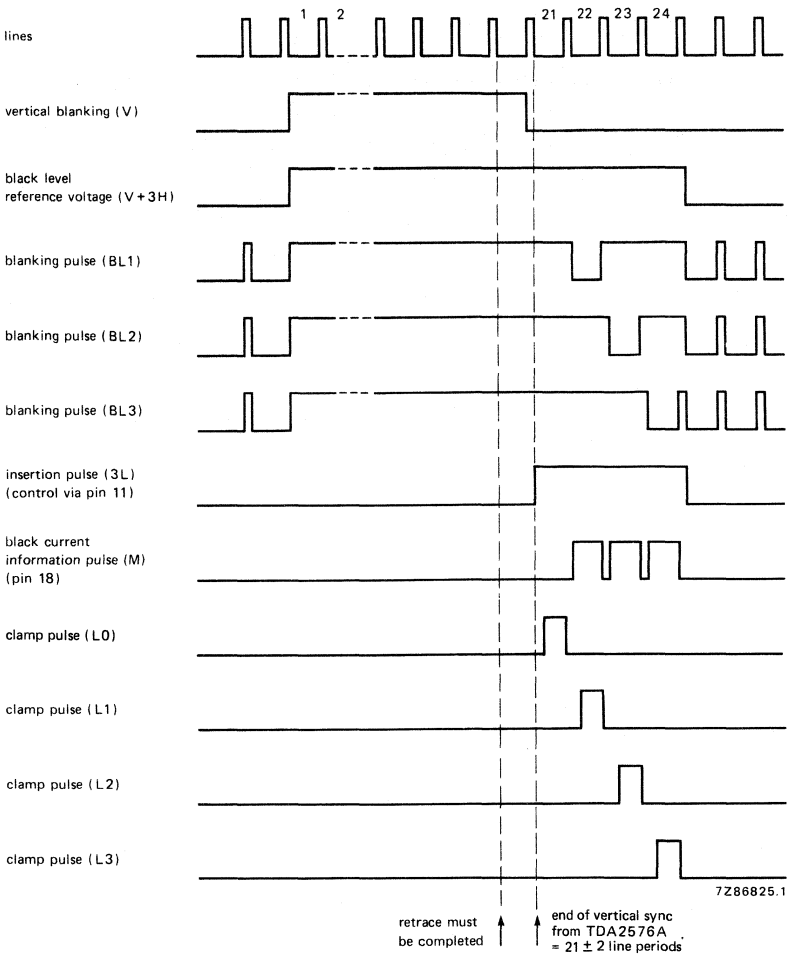 1 2 21 22 23 24
lines
vertical blanking (V)
black level
reference voltage (V+3H)
blanking pulse (BL1)
blanking pulse (BL2)
blanking pulse (BL3)
insertion pulse (3L)
(control via pin 11)
black current
information pulse (M)
(pin 18)
clamp pulse (L0)
clamp pulse (L1)
clamp pulse (L2)
clamp pulse (L3)
7Z86825.1
retrace must
be completed
end of vertical sync
from TDA2576A
= 21 ± 2 line periods